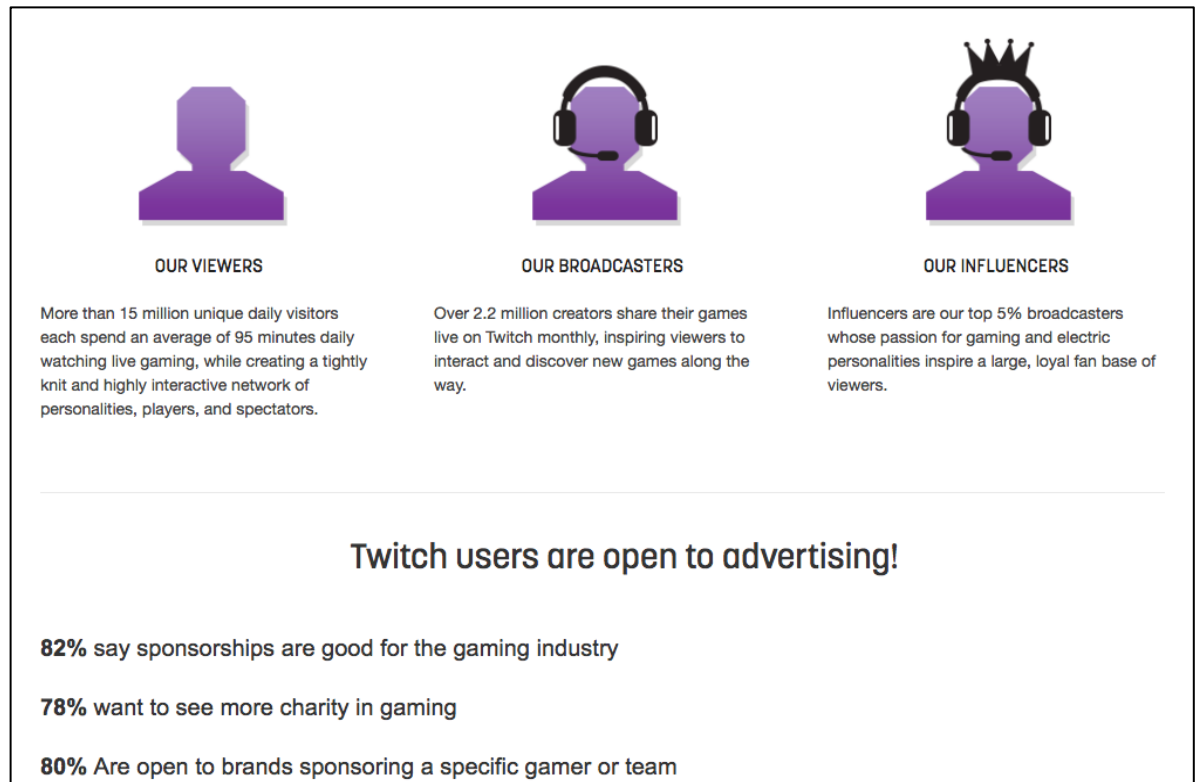 OUR VIEWERS
More than 15 million unique daily visitors
each spend an average of 95 minutes daily
watching live gaming, while creating a tightly
knit and highly interactive network of
personalities, players, and spectators.
OUR BROADCASTERS
Over 2.2 million creators share their games
live on Twitch monthly, inspiring viewers to
interact and discover new games along the
way.
OUR INFLUENCERS
Influencers are our top 5% broadcasters
whose passion for gaming and electric
personalities inspire a large, loyal fan base of
viewers.
Twitch users are open to advertising!
82% say sponsorships are good for the gaming industry
78% want to see more charity in gaming
80% Are open to brands sponsoring a specific gamer or team